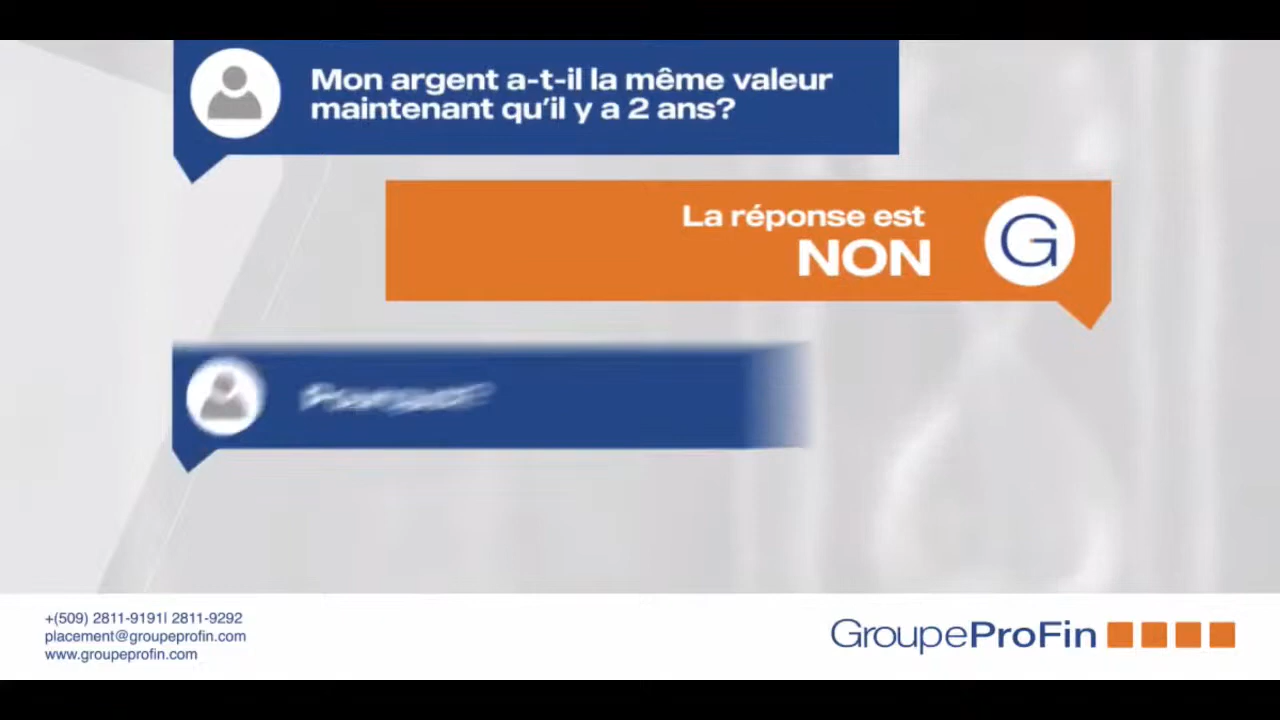 Mon argent a-t-il la même valeur
maintenant qu'il y a 2 ans?
La réponse est
NON
G
+(509) 2811-9191| 2811-9292
placement@groupeprofin.com
www.groupeprofin.com
GroupeProFin